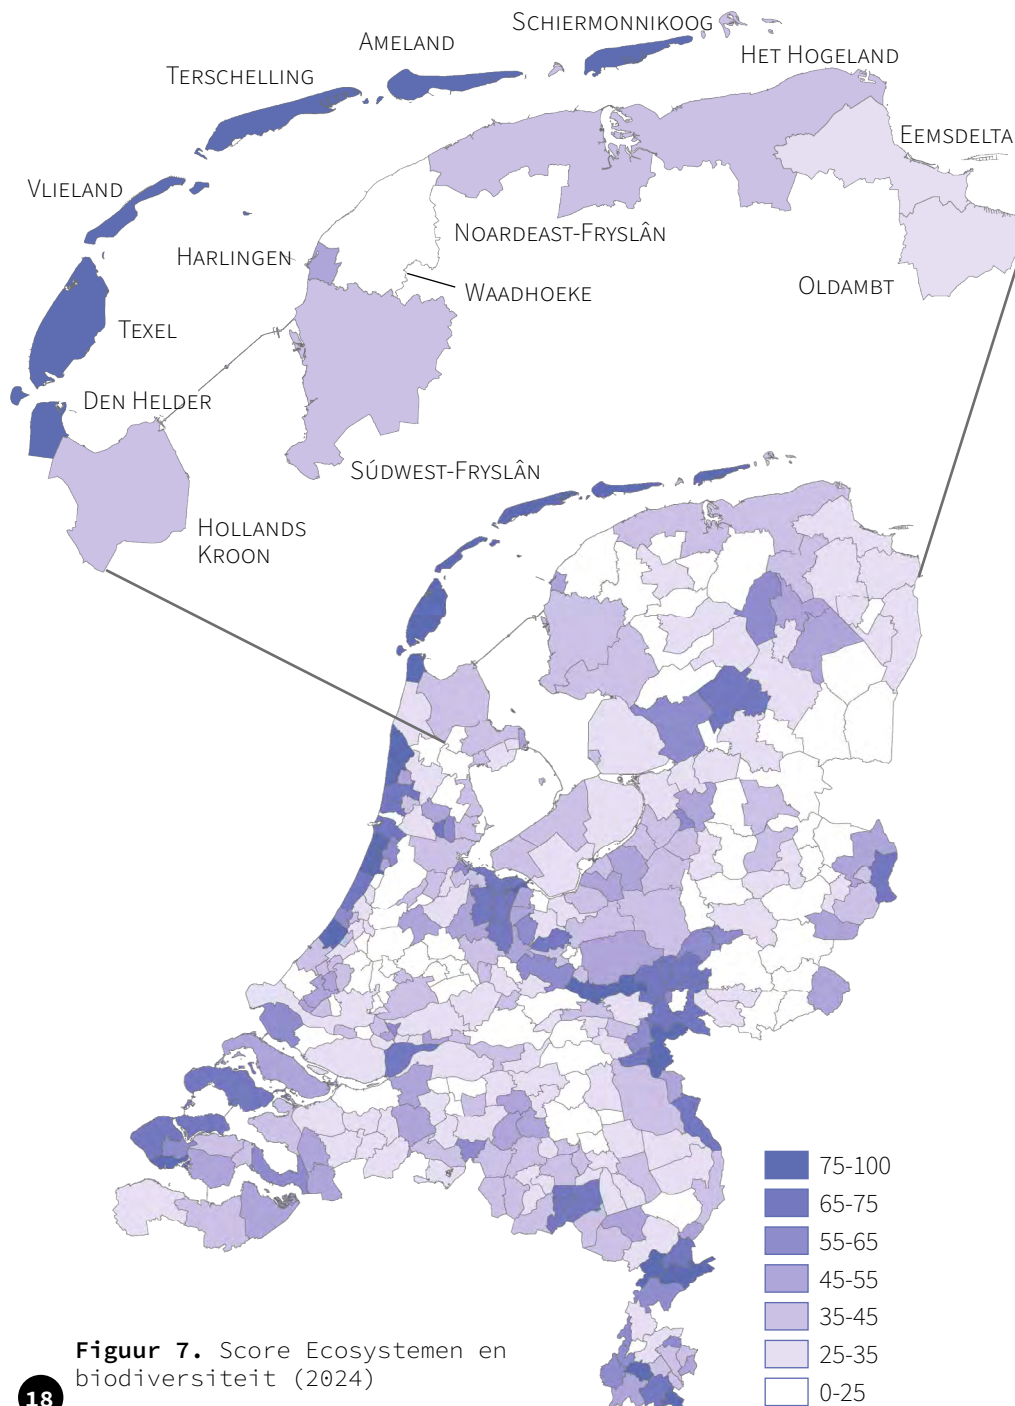 SCHIERMONNIKOOG
AMELAND
HET HOGELAND
TERSCHELLING
EEMSDELTA
VLIELAND
NOARDEAST-FRYSLÂN
HARLINGEN
WAADHOEKE
OLDAMBT
TEXEL
DEN HELDER
SÚDWEST-FRYSLÂN
HOLLANDS
KROON
75-100
65-75
55-65
45-55
35-45
25-35
0-25
Figuur 7. Score Ecosystemen en
biodiversiteit (2024)
18